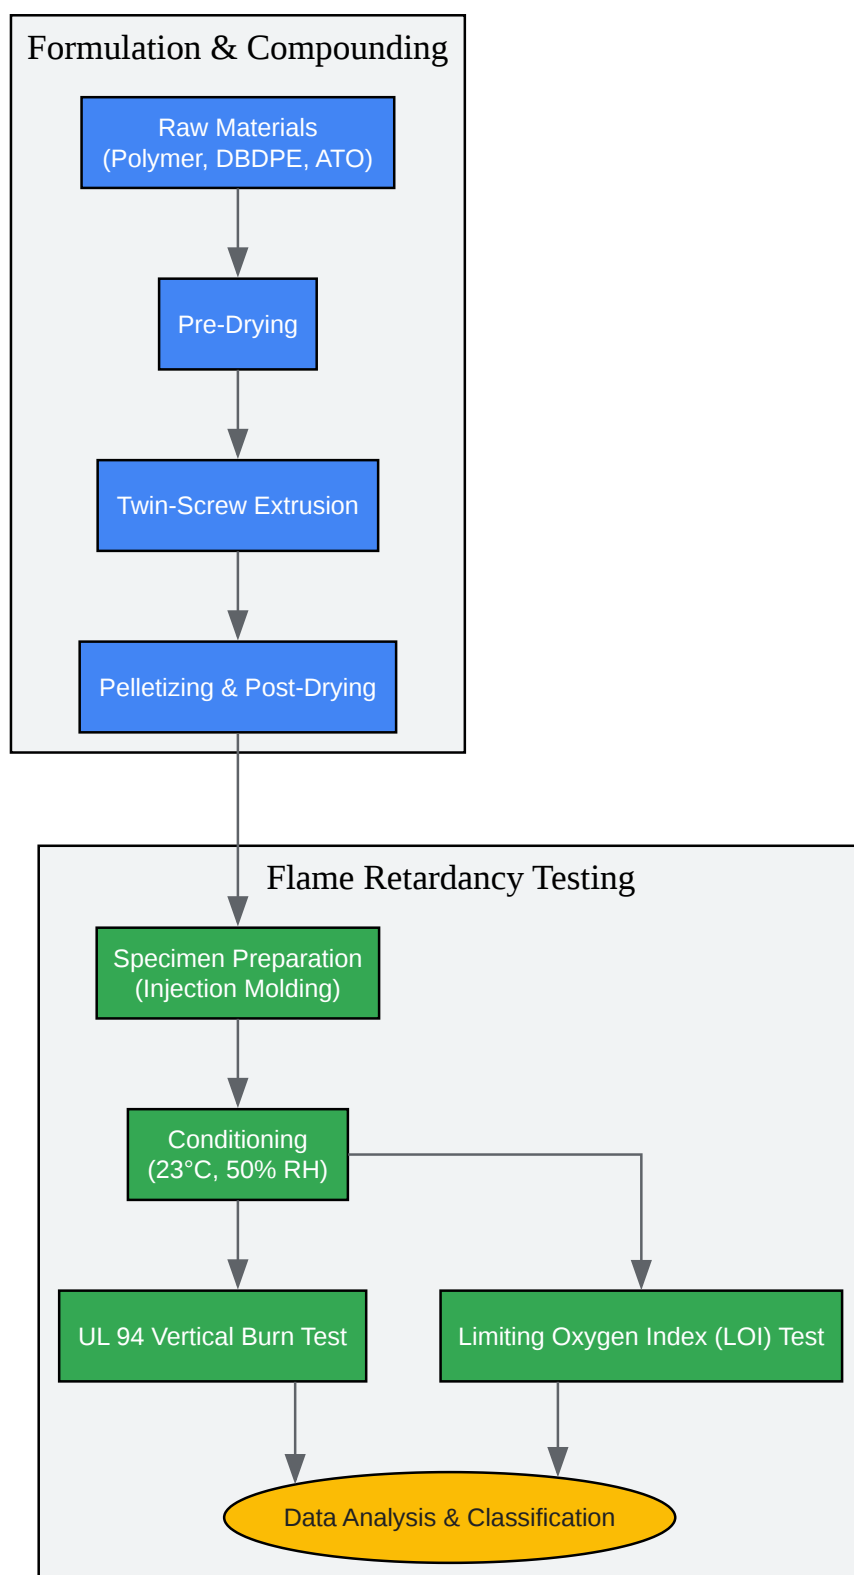 Formulation & Compounding
Raw Materials
(Polymer, DBDPE, ATO)
Pre-Drying
Twin-Screw Extrusion
Pelletizing & Post-Drying
Flame Retardancy Testing
Specimen Preparation
(Injection Molding)
Conditioning
(23°C, 50% RH)
UL 94 Vertical Burn Test
Limiting Oxygen Index (LOI) Test
Data Analysis & Classification